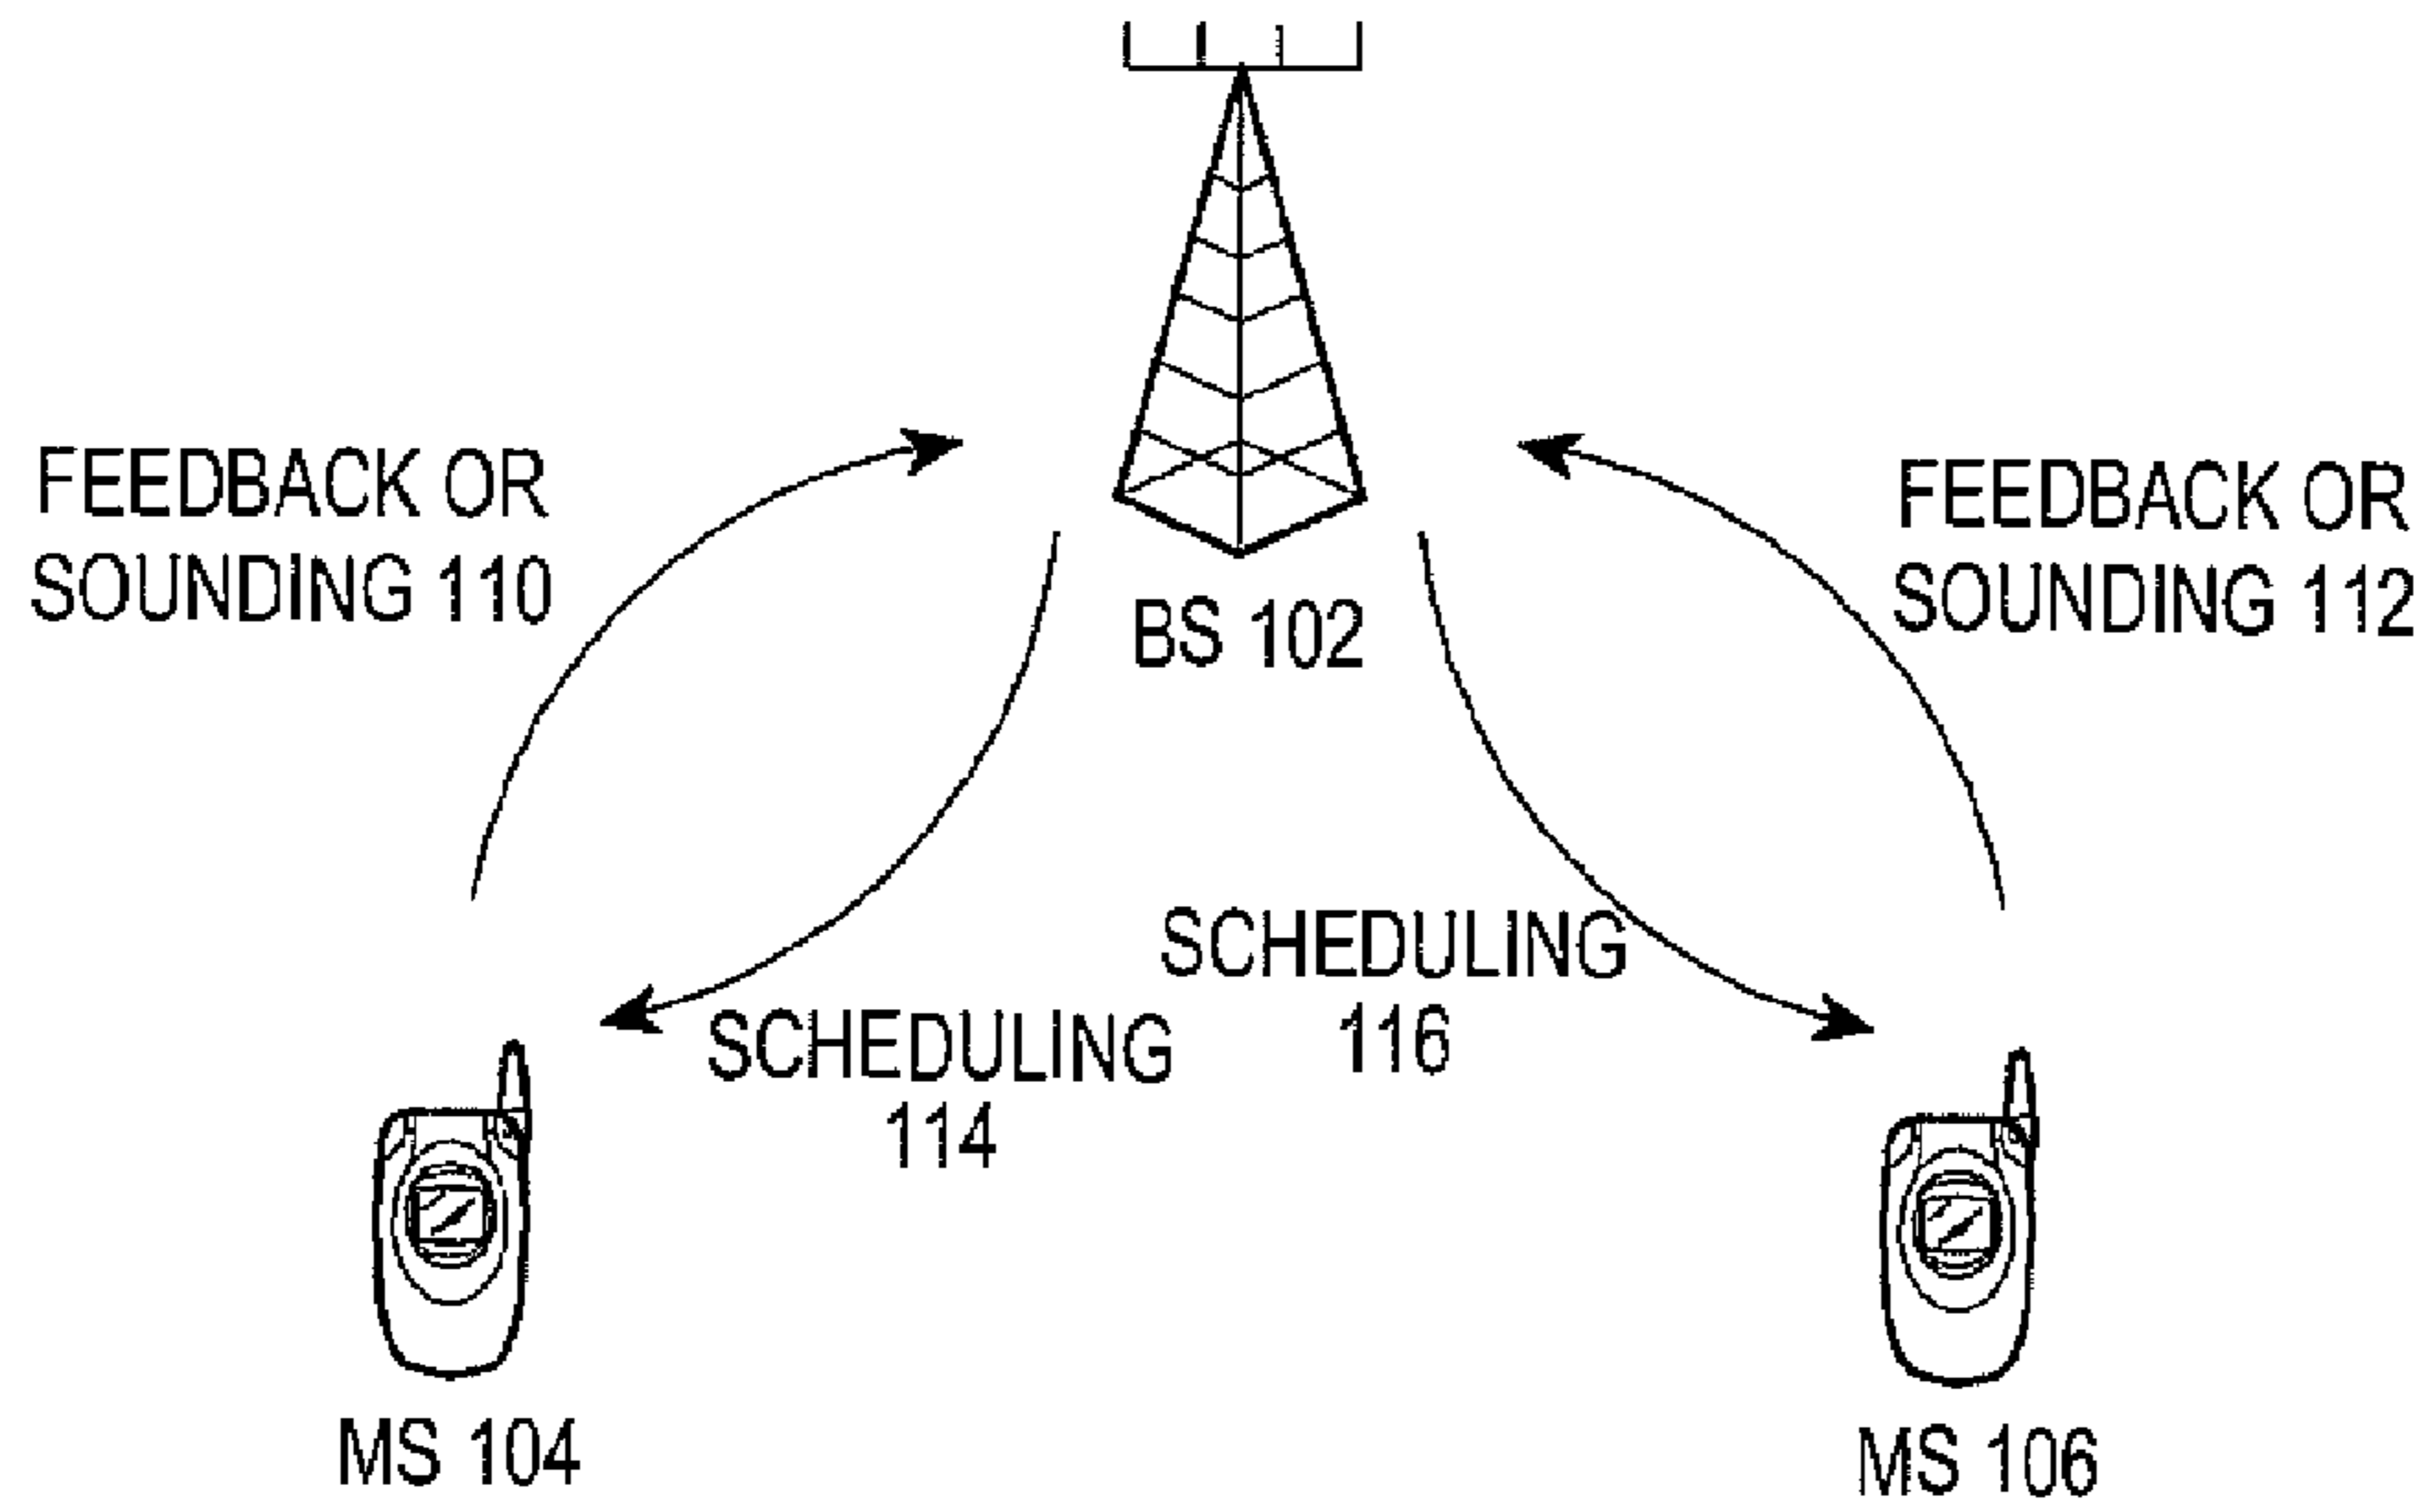 FEEDBACK OR
SOUNDING 110
BS 102
FEEDBACK OR
SOUNDING 112
SCHEDULING
114
SCHEDULING
116
MS 104
MS 106